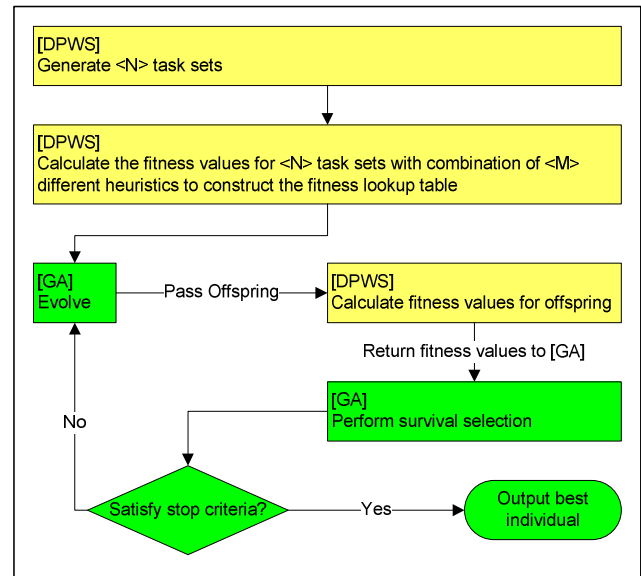 [DPWS]
Generate <N> task sets
[DPWS]
Calculate the fitness values for <N> task sets with combination of <M>
different heuristics to construct the fitness lookup table
[GA]
Evolve
Pass Offspring
[DPWS]
Calculate fitness values for offspring
Return fitness values to [GA]
[GA]
Perform survival selection
No
Satisfy stop criteria?
Yes
Output best
individual